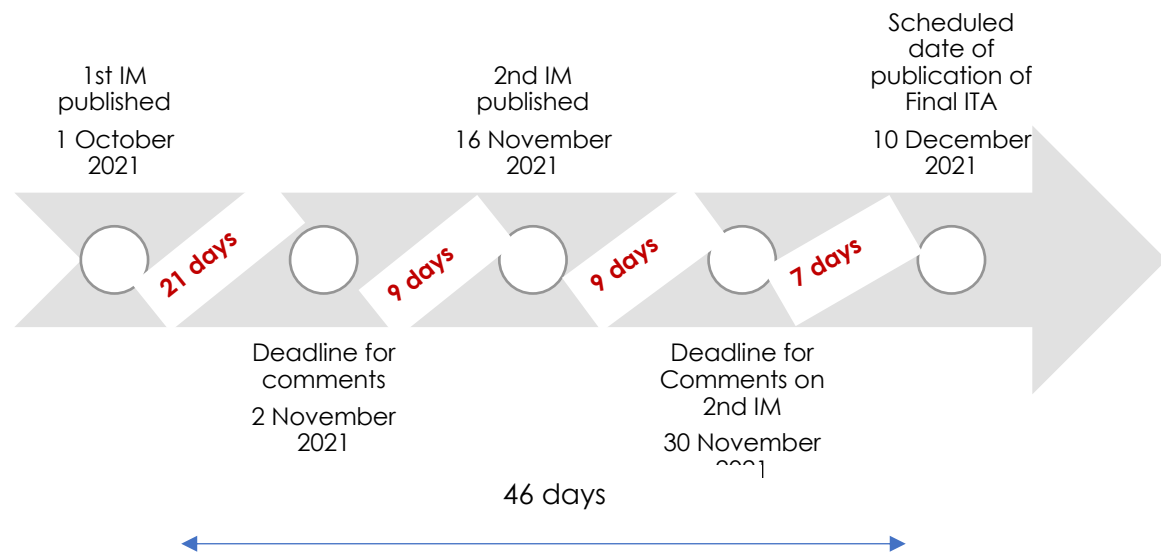 1st IM
published
1 October
2021
2nd IM
published
16 November
2021
Scheduled
date of
publication of
Final ITA
10 December
2021
21 days
9 days
9 days
7 days
Deadline for
comments
2 November
2021
Deadline for
Comments on
2nd IM
30 November
2021
46 days